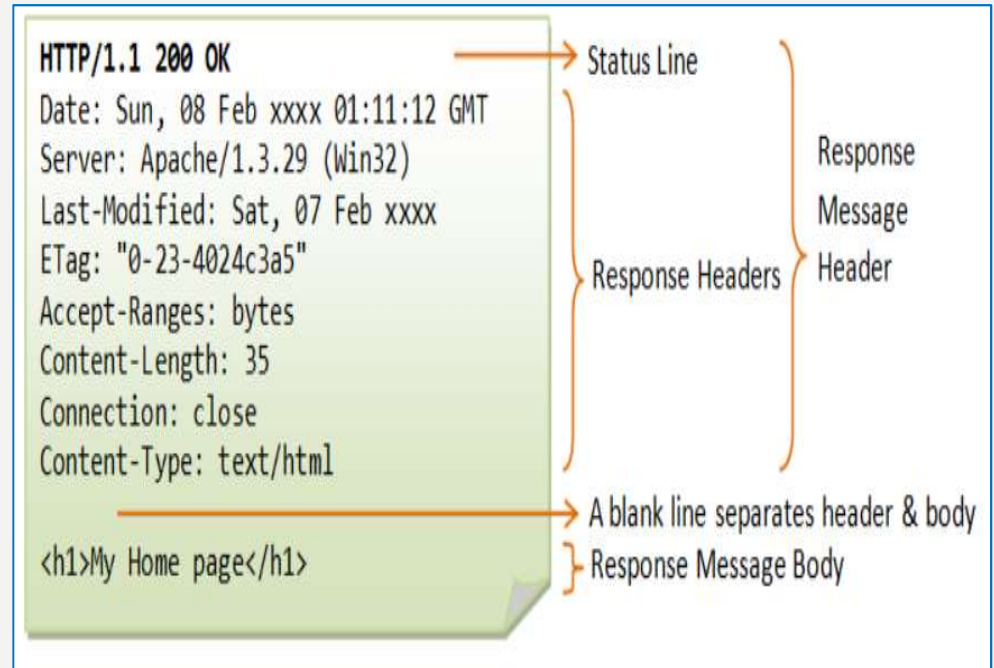 HTTP/1.1 200 OK
Date: Sun, 08 Feb xxxx 01:11:12 GMT
Server: Apache/1.3.29 (Win32)
Last-Modified: Sat, 07 Feb xxxx
ETag: "0-23-4024c3a5"
Accept-Ranges: bytes
Content-Length: 35
Connection: close
Content-Type: text/html
<h1>My Home page</h1>
Status Line
Response Headers
Response
Message
Header
A blank line separates header & body
Response Message Body